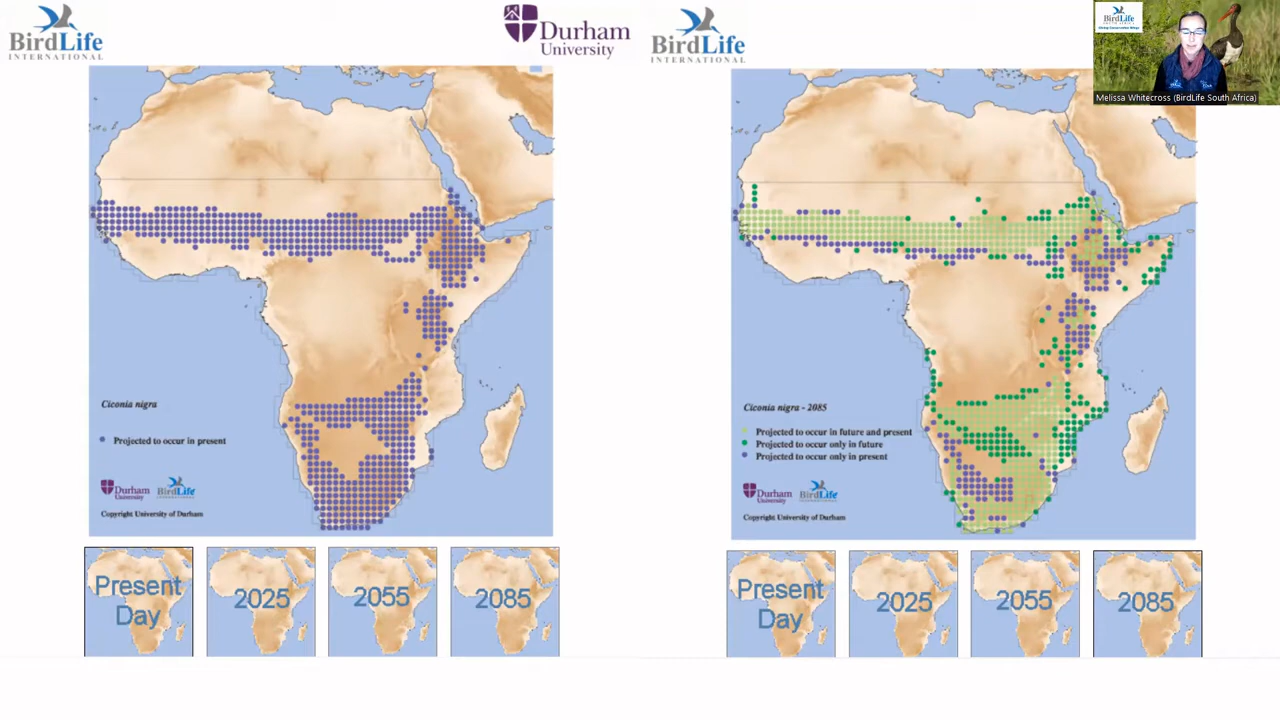 BirdLife
INTERNATIONAL
Durham
University
Ciconia nigra
Projected to occur in present
Durham
University
BirdLife
INTERNATIONAL
Copyright University of Durham
Present
Day
2025
2055
2085
BirdLife
INTERNATIONAL
Ciconia nigra - 2085
Projected to occur in future and present
Projected to occur only in future
Projected to occur only in present
Durham
University
BirdLife
INTERNATIONAL
Copyright University of Durham
Present
Day
2025
2055
2085
BirdLife
Melissa Whitecross (BirdLife South Africa)